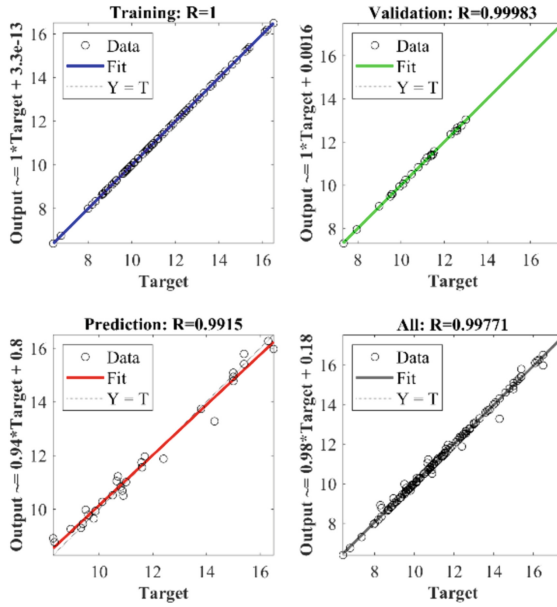 Training: R=1
Output ~= 1*Target + 3.3e-13
16
14
12
10
8
Data
Fit
Y = T
8 10 12 14 16
Target
Validation: R=0.99983
Output ~= 1*Target + 0.0016
16
14
12
10
8
Data
Fit
Y = T
8 10 12 14 16
Target
Prediction: R=0.9915
Output ~= 0.94*Target + 0.8
16
14
12
10
Data
Fit
Y = T
10 12 14 16
Target
All: R=0.99771
Output ~= 0.98*Target + 0.18
16
14
12
10
8
Data
Fit
Y = T
8 10 12 14 16
Target